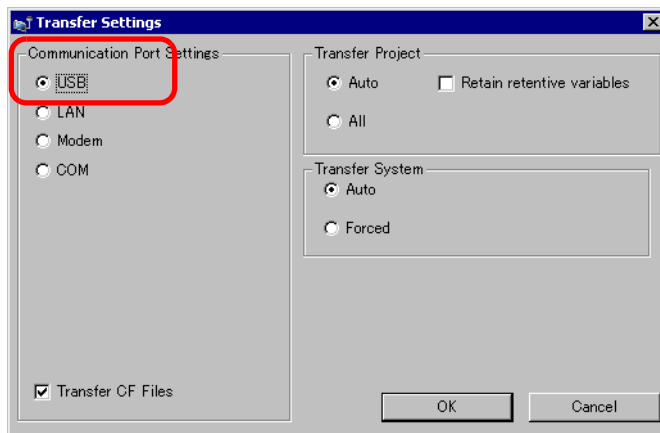 Transfer Settings
Communication Port Settings
USB
LAN
Modem
COM
Transfer CF Files
Transfer Project
Auto
Retain retentive variables
All
Transfer System
Auto
Forced
OK
Cancel